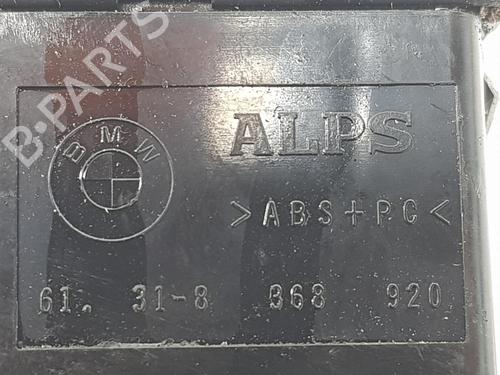 B-PARTS
BMW
ALPS
>ABS+PC<
61. 31-8 368 920